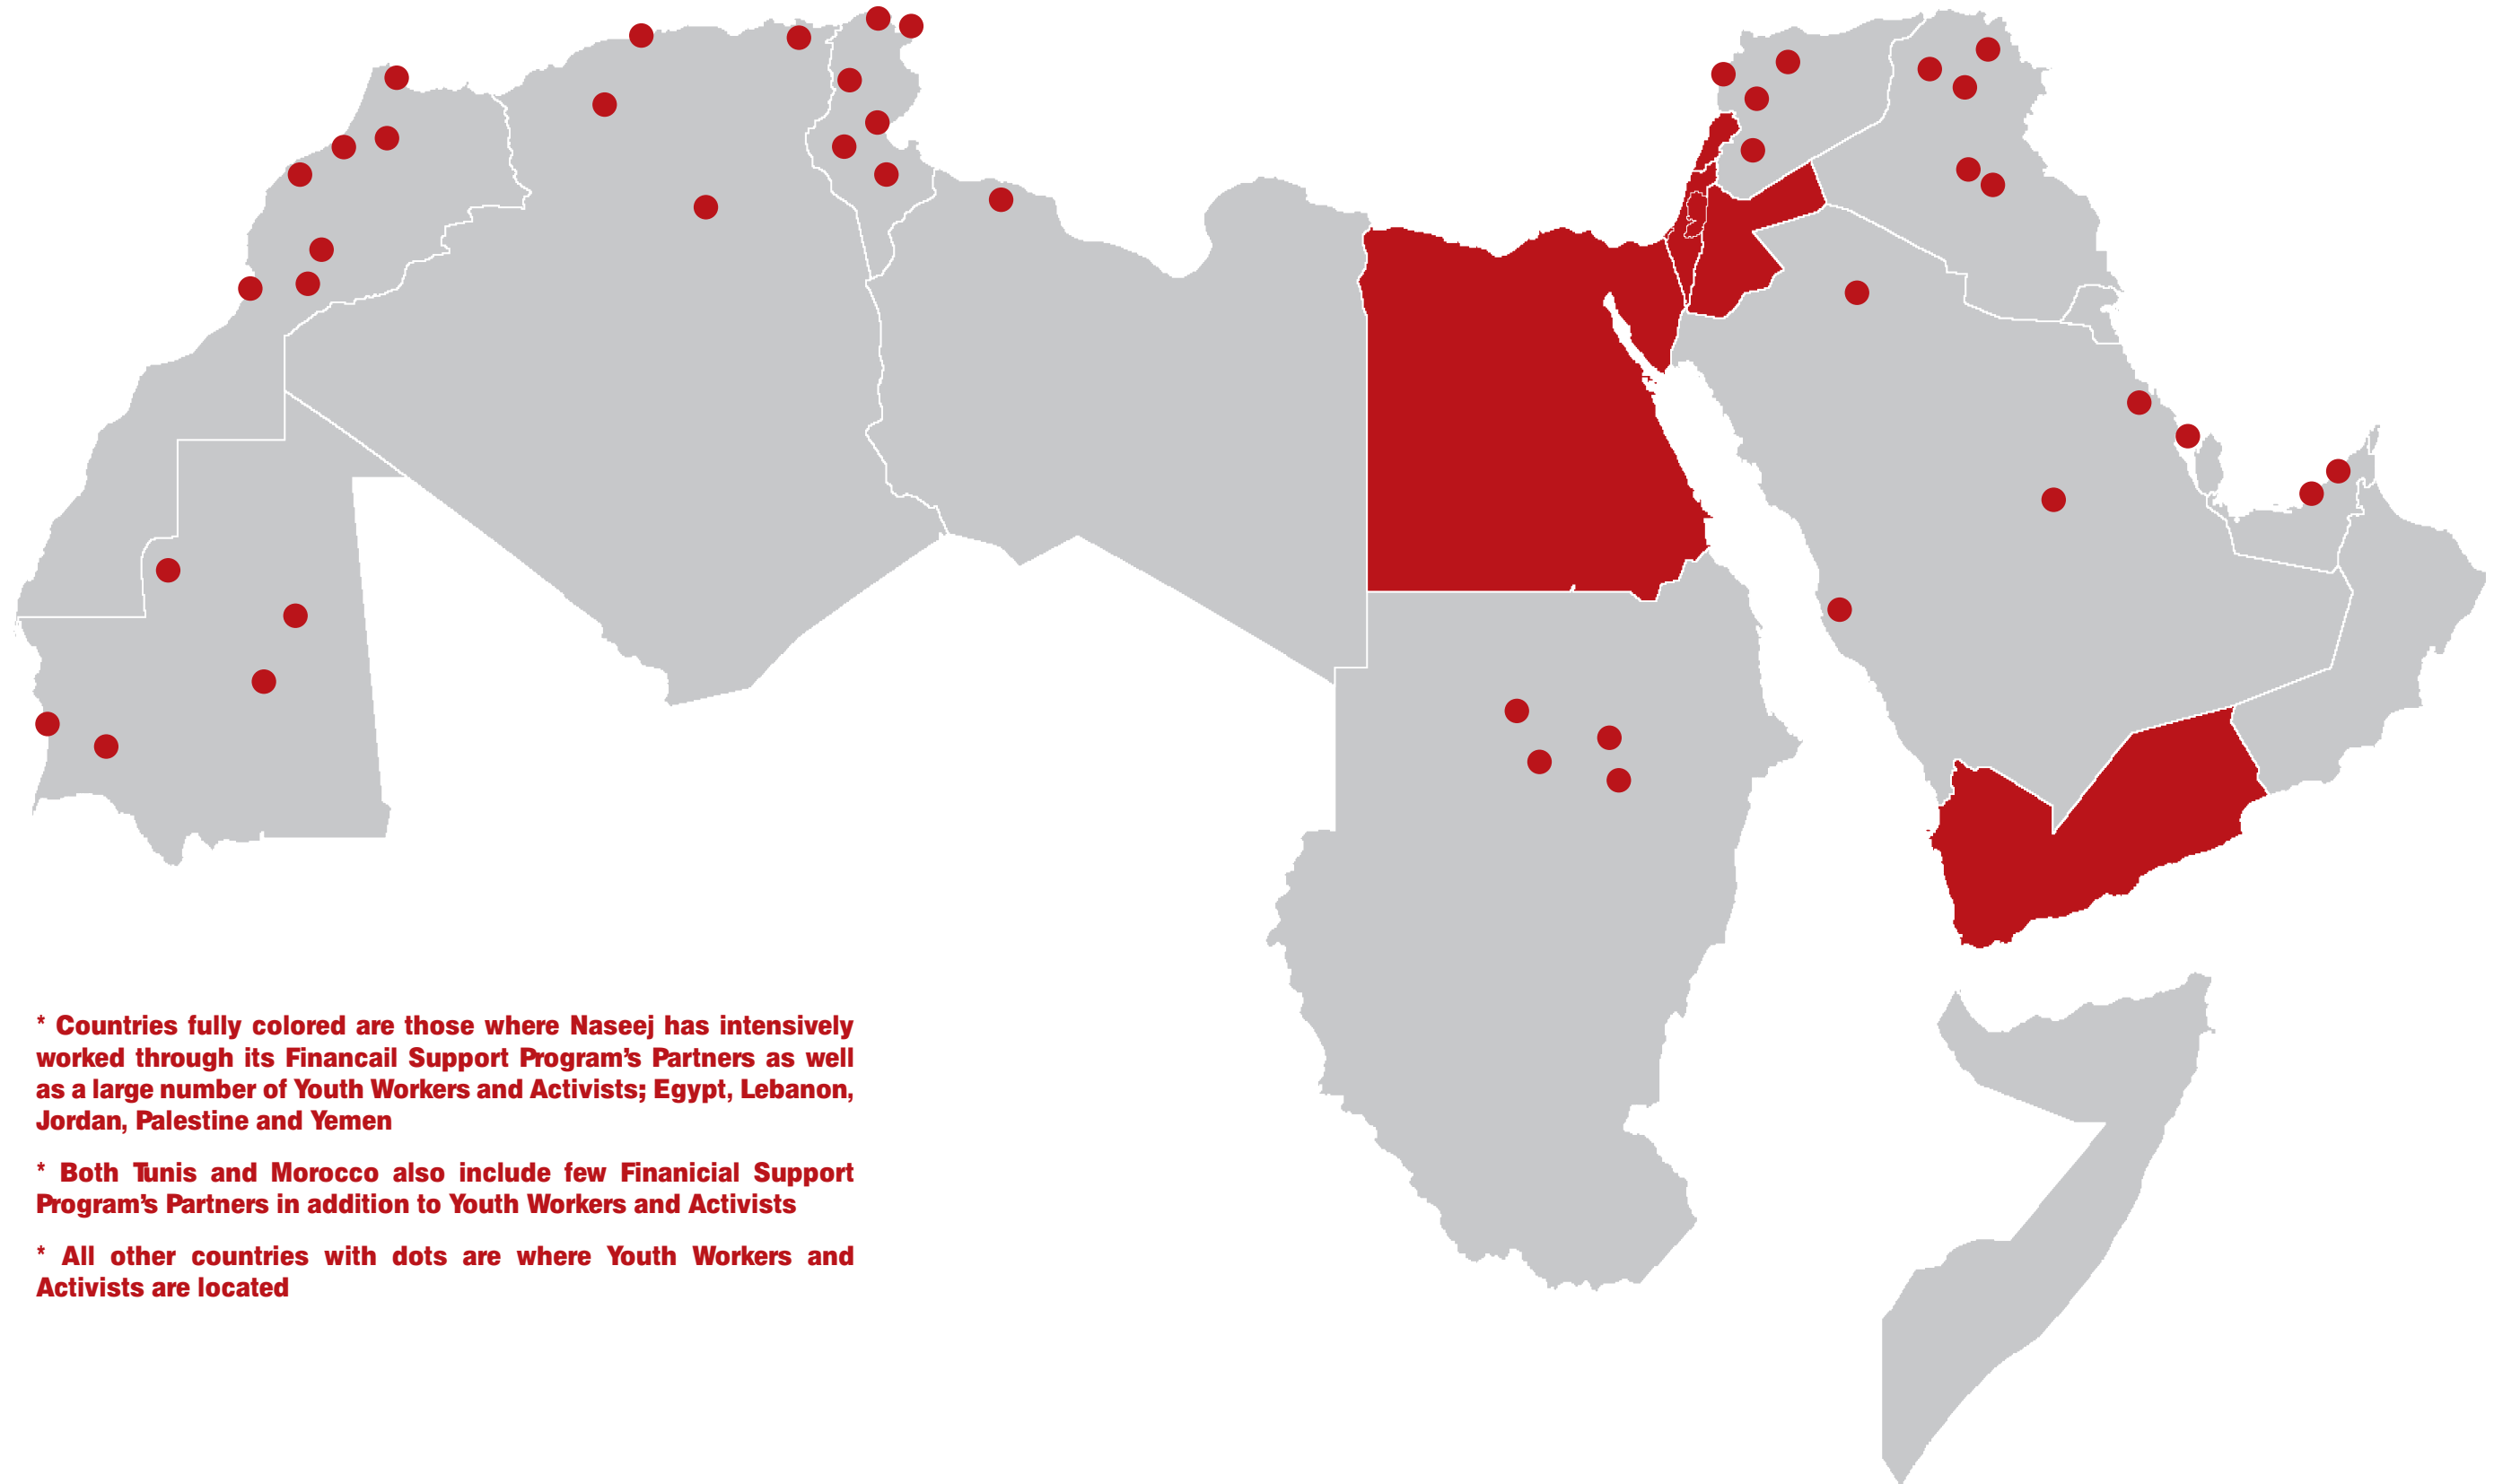 * Countries fully colored are those where Naseej has intensively
worked through its Financail Support Program's Partners as well
as a large number of Youth Workers and Activists; Egypt, Lebanon,
Jordan, Palestine and Yemen
* Both Tunis and Morocco also include few Finanicial Support
Program's Partners in addition to Youth Workers and Activists
* All other countries with dots are where Youth Workers and
Activists are located